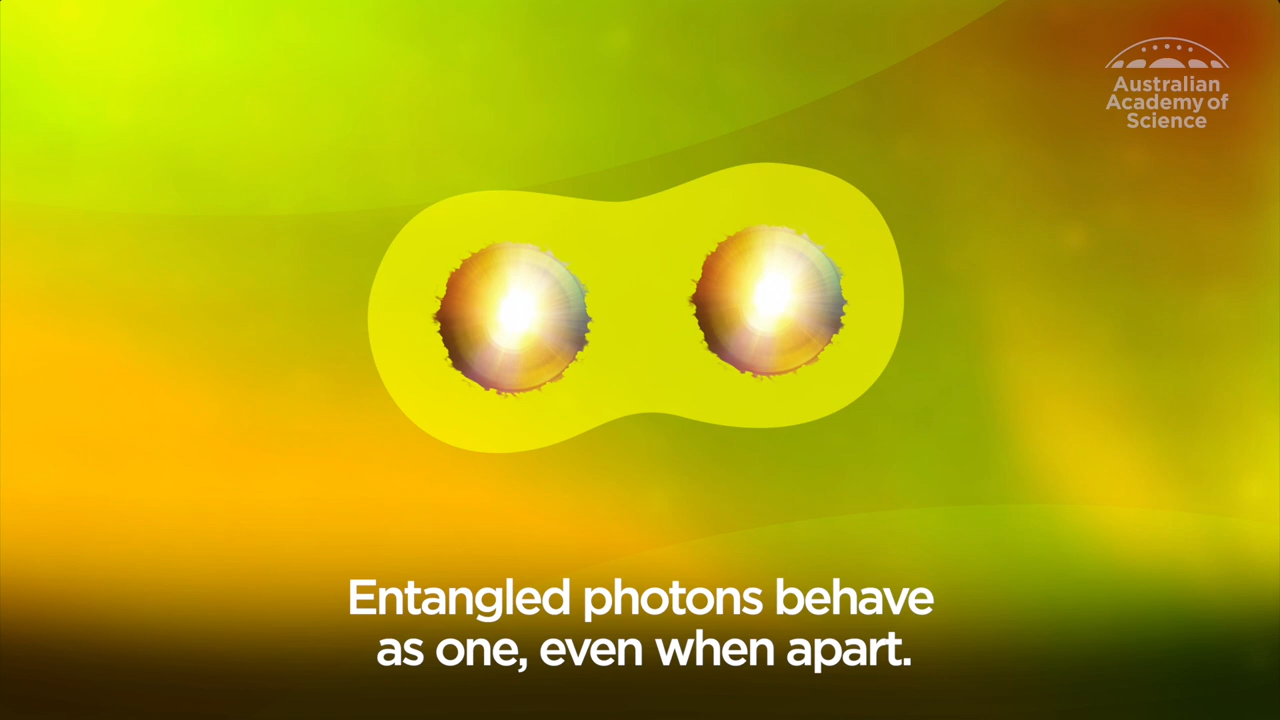 Australian
Academy of
Science
Entangled photons behave
as one, even when apart.